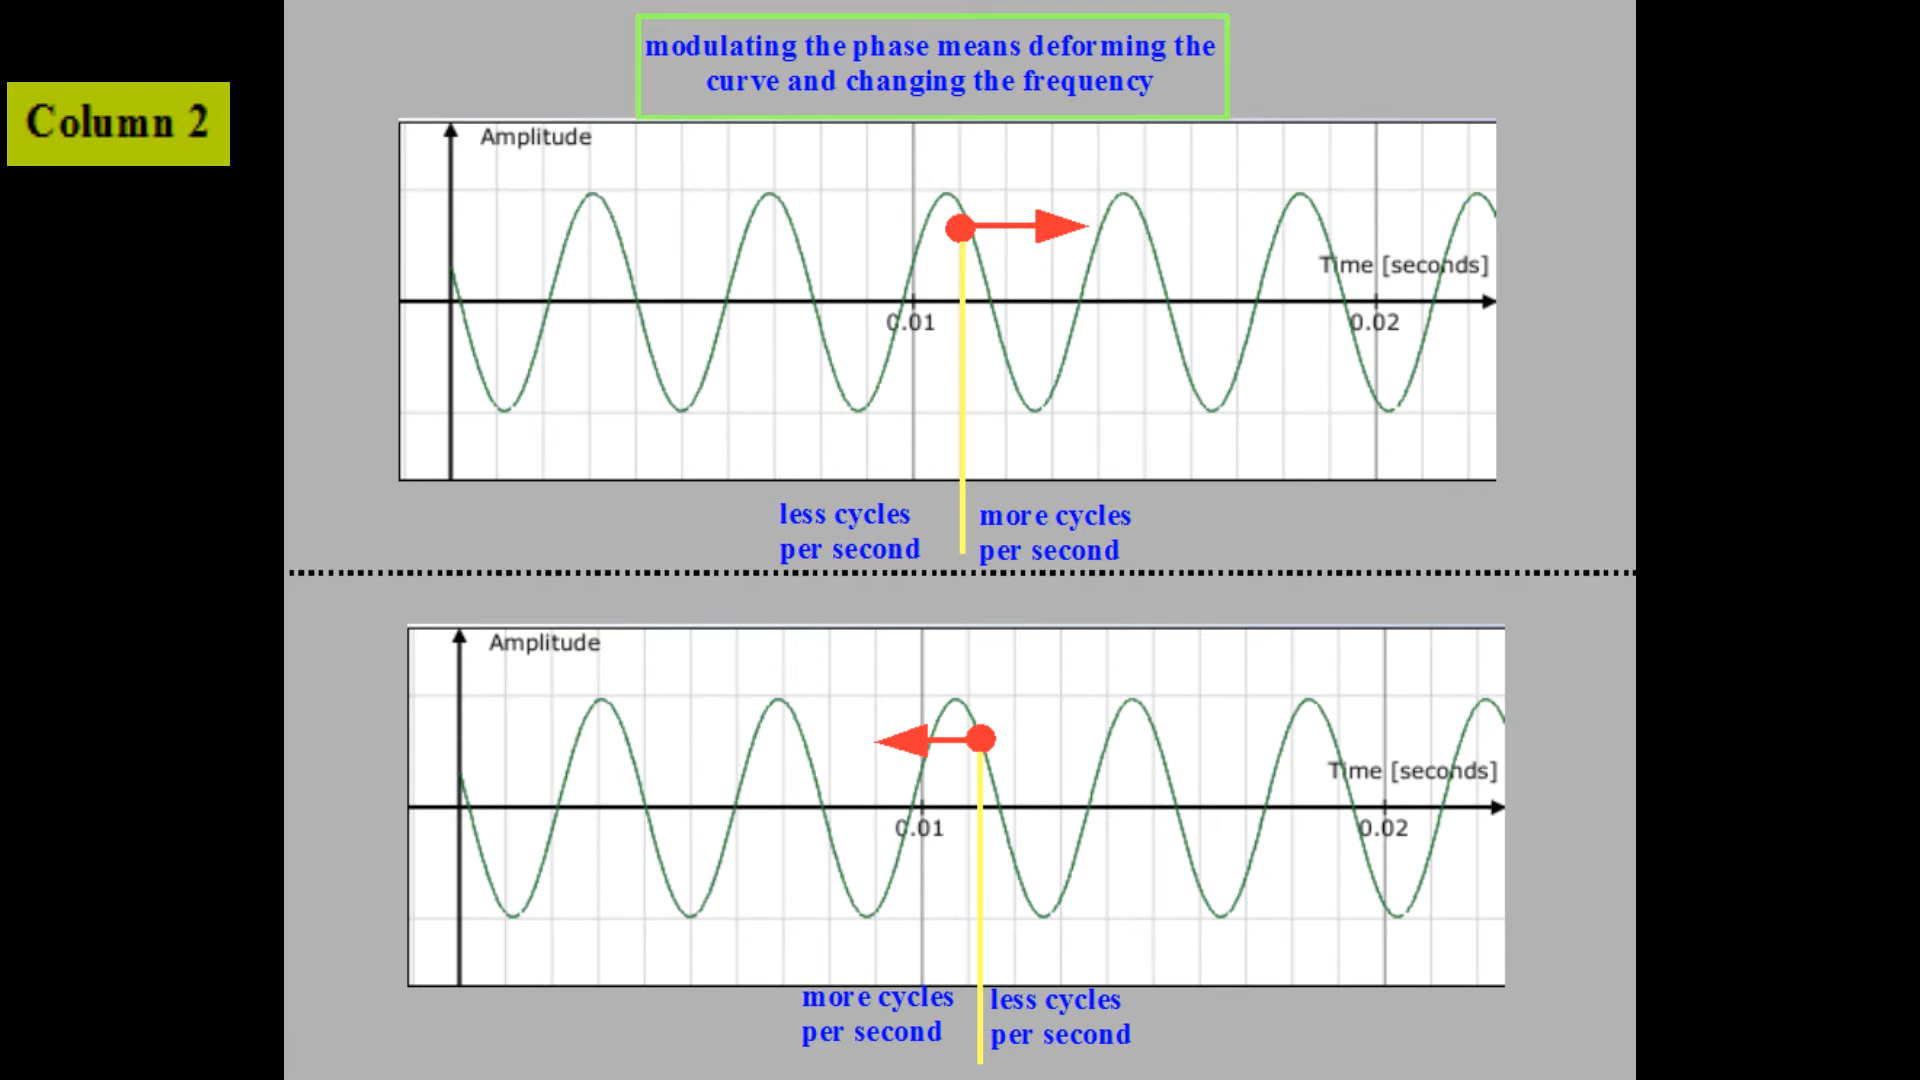 modulating the phase means deforming the
curve and changing the frequency
Column 2
Amplitude
Time [seconds]
0.01
0.02
less cycles
per second
more cycles
per second
Amplitude
Time [seconds]
0.01
0.02
more cycles
per second
less cycles
per second